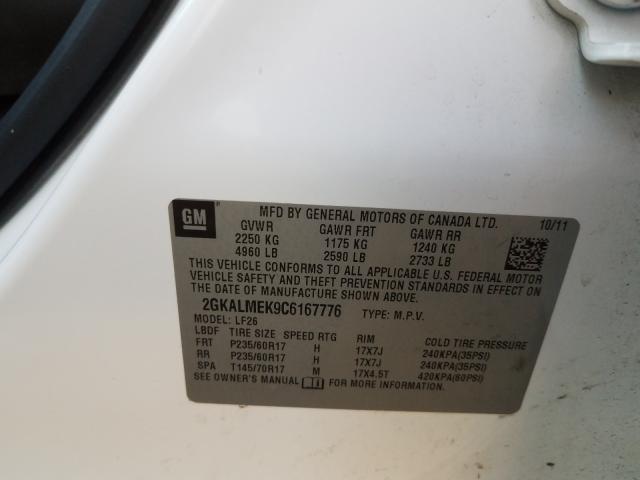 GM
MFD BY GENERAL MOTORS OF CANADA LTD. 10/11
GVWR GAWR FRT GAWR RR
2250 KG 1175 KG 1240 KG
4960 LB 2590 LB 2733 LB
THIS VEHICLE CONFORMS TO ALL APPLICABLE U.S. FEDERAL MOTOR
VEHICLE SAFETY AND THEFT PREVENTION STANDARDS IN EFFECT ON
THE DATE OF MANUFACTURE SHOWN ABOVE.
2GKALMEK9C6167776 TYPE: M.P.V.
MODEL: LF26
LBDF TIRE SIZE SPEED RTG RIM COLD TIRE PRESSURE
FRT P235/60R17 H 17X7J 240KPA(35PSI)
RR P235/60R17 H 17X7J 240KPA(35PSI)
SPA T145/70R17 M 17X4.5T 420KPA(60PSI)
SEE OWNER'S MANUAL FOR MORE INFORMATION.